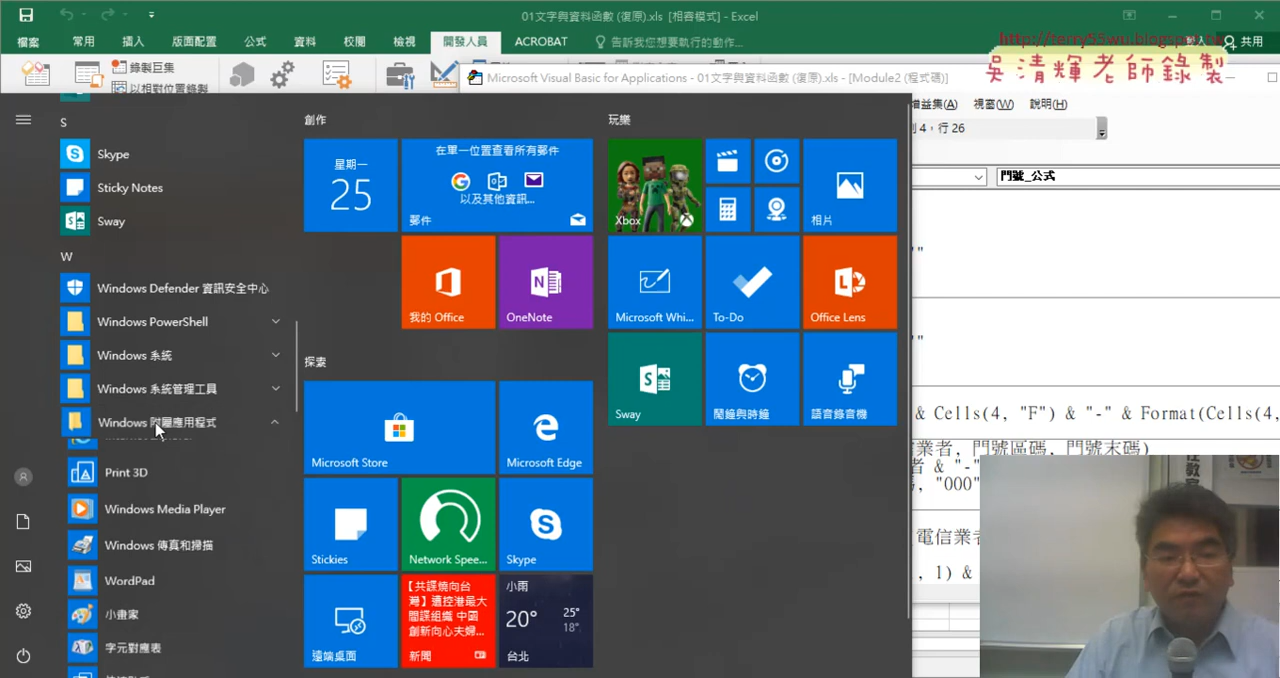 01文字與資料函數 (復原).xls [相容模式] - Excel
檔案 常用 插入 版面配置 公式 資料 校閱 檢視 開發人員 ACROBAT 告訴我您想要執行的動作... 共用
http://terry55wu.blogspot.tw
吳清輝老師錄製
錄製巨集
以相對位置錄製
Microsoft Visual Basic for Applications - 01文字與資料函數 (復原).xls - [Module2 (程式碼)]
增益集(A) 視窗(W) 說明(H)
列 4，行 26
門號_公式
S
Skype
Sticky Notes
Sway
W
Windows Defender 資訊安全中心
Windows PowerShell
Windows 系統
Windows 系統管理工具
Windows 附屬應用程式
Print 3D
Windows Media Player
Windows 傳真和掃描
WordPad
小畫家
字元對應表
創作
星期一
25
在單一位置查看所有郵件
以及其他資訊...
郵件
我的 Office
OneNote
探索
Microsoft Store
Microsoft Edge
Stickies
Network Spee...
Skype
遠端桌面
【共諜燒向台
灣】遭控港最大
間諜組織 中國
創新向心夫婦...
新聞
小雨
20°
25°
18°
台北
玩樂
Xbox
相片
Microsoft Whi...
To-Do
Office Lens
Sway
鬧鐘與時鐘
語音錄音機
& Cells(4, "F") & "-" & Format(Cells(4,
業者, 門號區碼, 門號末碼)
者 & "-"
, "000"
電信業者
, 1) &